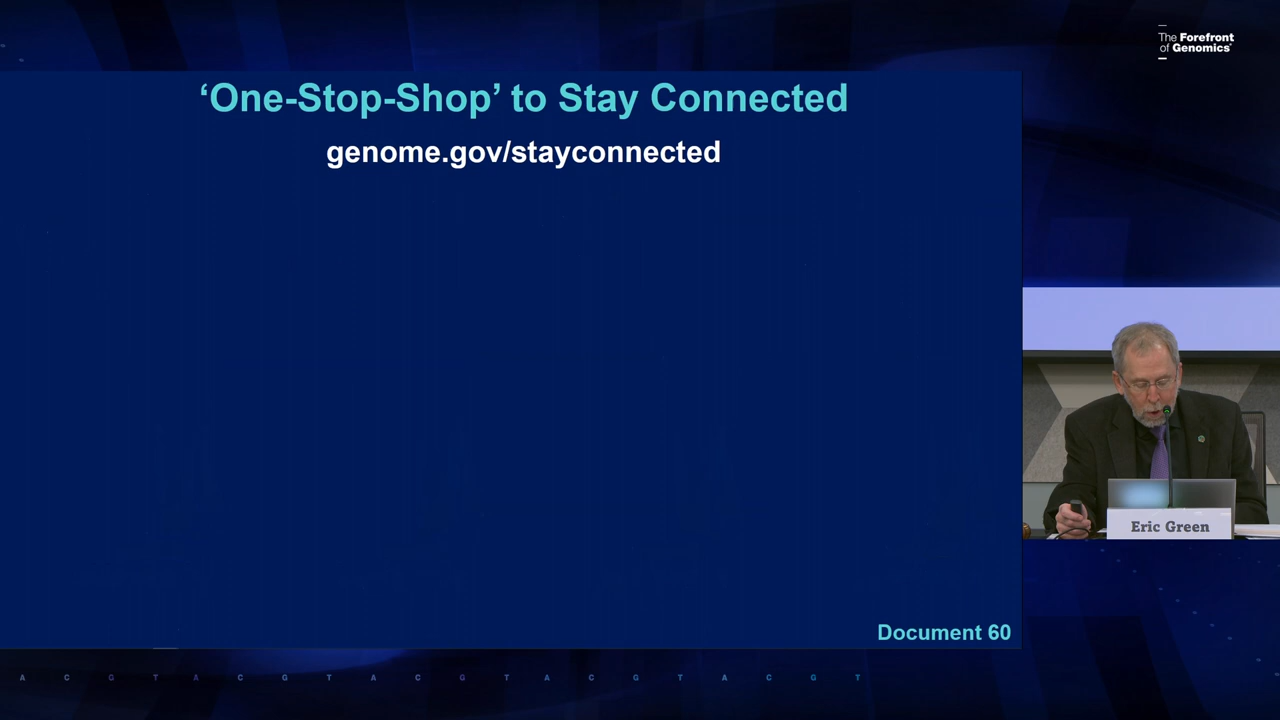 The Forefront
of Genomics®
‘One-Stop-Shop’ to Stay Connected
genome.gov/stayconnected
Eric Green
Document 60
A C G T A C G T A C G T A C G T A C G T